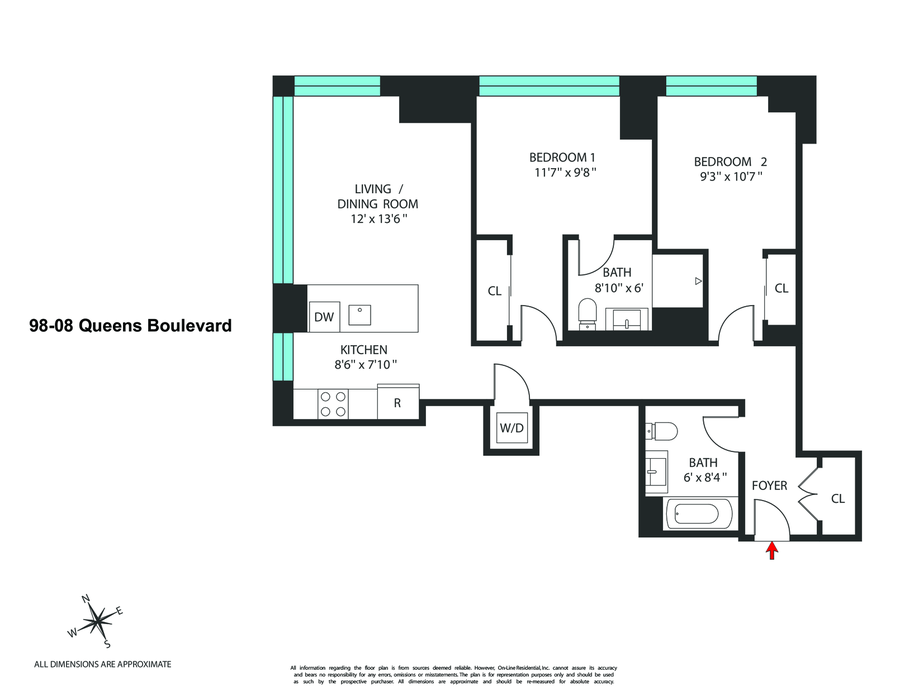 BEDROOM 1
11'7" x 9'8"
BEDROOM 2
9'3" x 10'7"
LIVING /
DINING ROOM
12' x 13'6"
CL
BATH
8'10" x 6'
CL
DW
98-08 Queens Boulevard
KITCHEN
8'6" x 7'10"
R
W/D
BATH
6' x 8'4"
FOYER
CL
N
E
W
S
ALL DIMENSIONS ARE APPROXIMATE
All information regarding the floor plan is from sources deemed reliable. However, On-Line Residential, Inc. cannot assure its accuracy
and bears no responsibility for any errors, omissions or misstatements. The plan is for representation purposes only and should be used
as such by the prospective purchaser. All dimensions are approximate and should be re-measured for absolute accuracy.